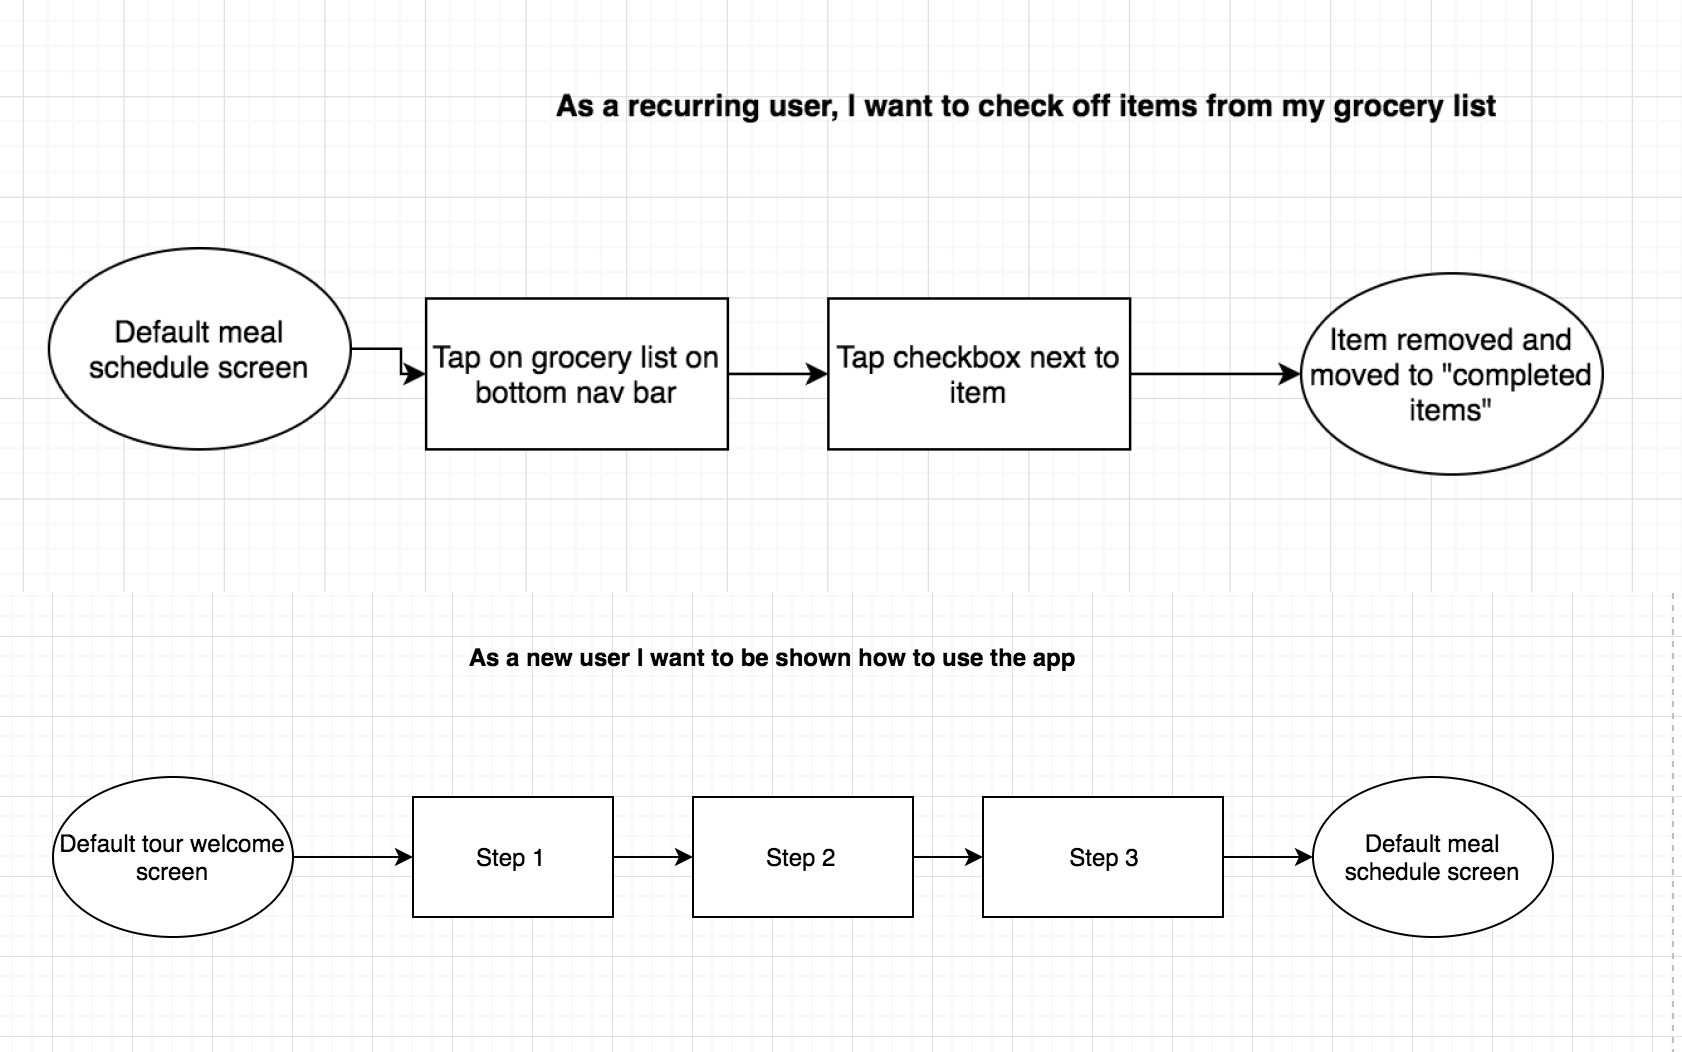 As a recurring user, I want to check off items from my grocery list
Default meal
schedule screen
Tap on grocery list on
bottom nav bar
Tap checkbox next to
item
Item removed and
moved to "completed
items"
As a new user I want to be shown how to use the app
Default tour welcome
screen
Step 1
Step 2
Step 3
Default meal
schedule screen